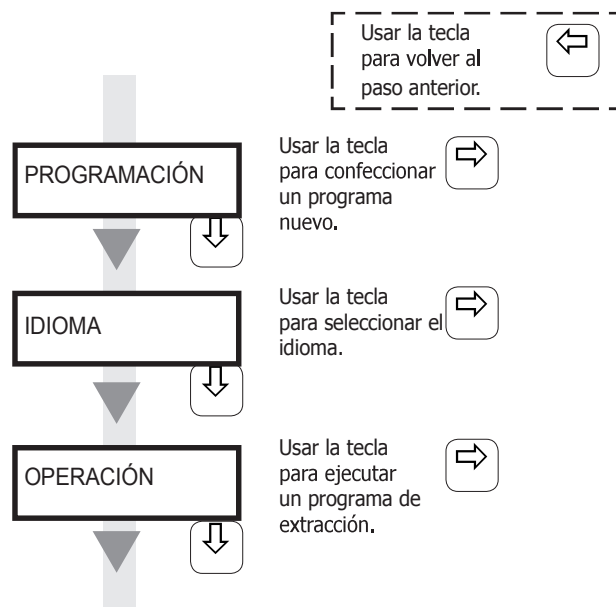 Usar la tecla
para volver al
paso anterior.
PROGRAMACIÓN
Usar la tecla
para confeccionar
un programa
nuevo.
IDIOMA
Usar la tecla
para seleccionar el
idioma.
OPERACIÓN
Usar la tecla
para ejecutar
un programa de
extracción.